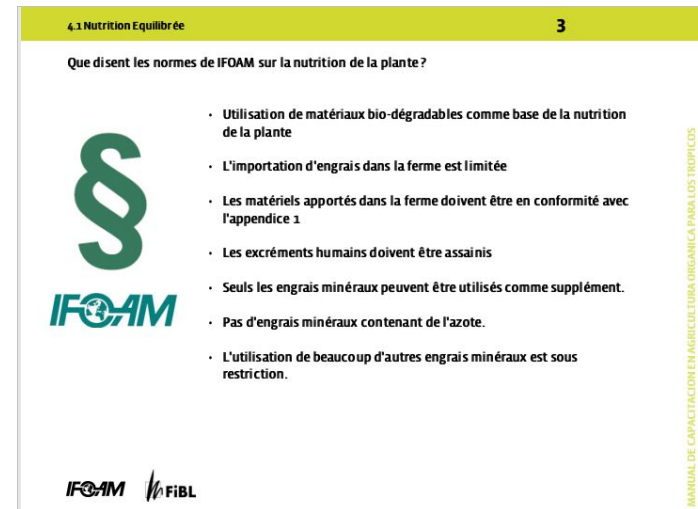 4.1 Nutrition Equilibrée
3
Que disent les normes de IFOAM sur la nutrition de la plante?
• Utilisation de matériaux bio-dégradables comme base de la nutrition
de la plante
• L'importation d'engrais dans la ferme est limitée
• Les matériels apportés dans la ferme doivent être en conformité avec
l'appendice 1
• Les excréments humains doivent être assainis
• Seuls les engrais minéraux peuvent être utilisés comme supplément.
• Pas d'engrais minéraux contenant de l'azote.
• L'utilisation de beaucoup d'autres engrais minéraux est sous
restriction.
§
IFOAM
IFOAM
FiBL
MANUAL DE CAPACITACION EN AGRICULTURA ORGANICA PARA LOS TROPICOS